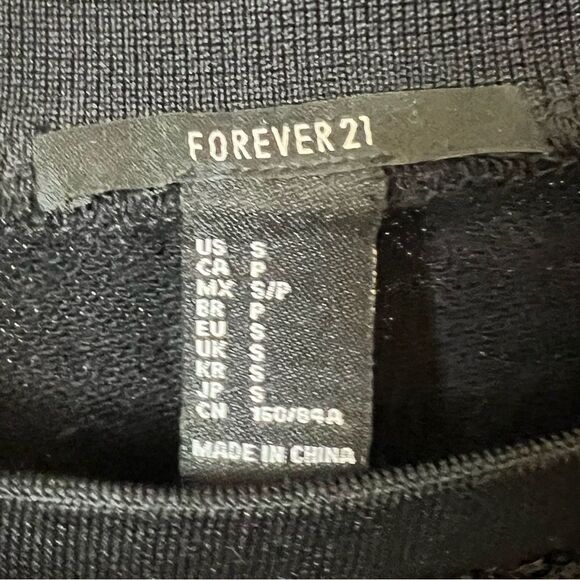 FOREVER 21
US S
CA P
MX S/P
BR P
EU S
UK S
KR S
JP S
CN 160/84A
MADE IN CHINA